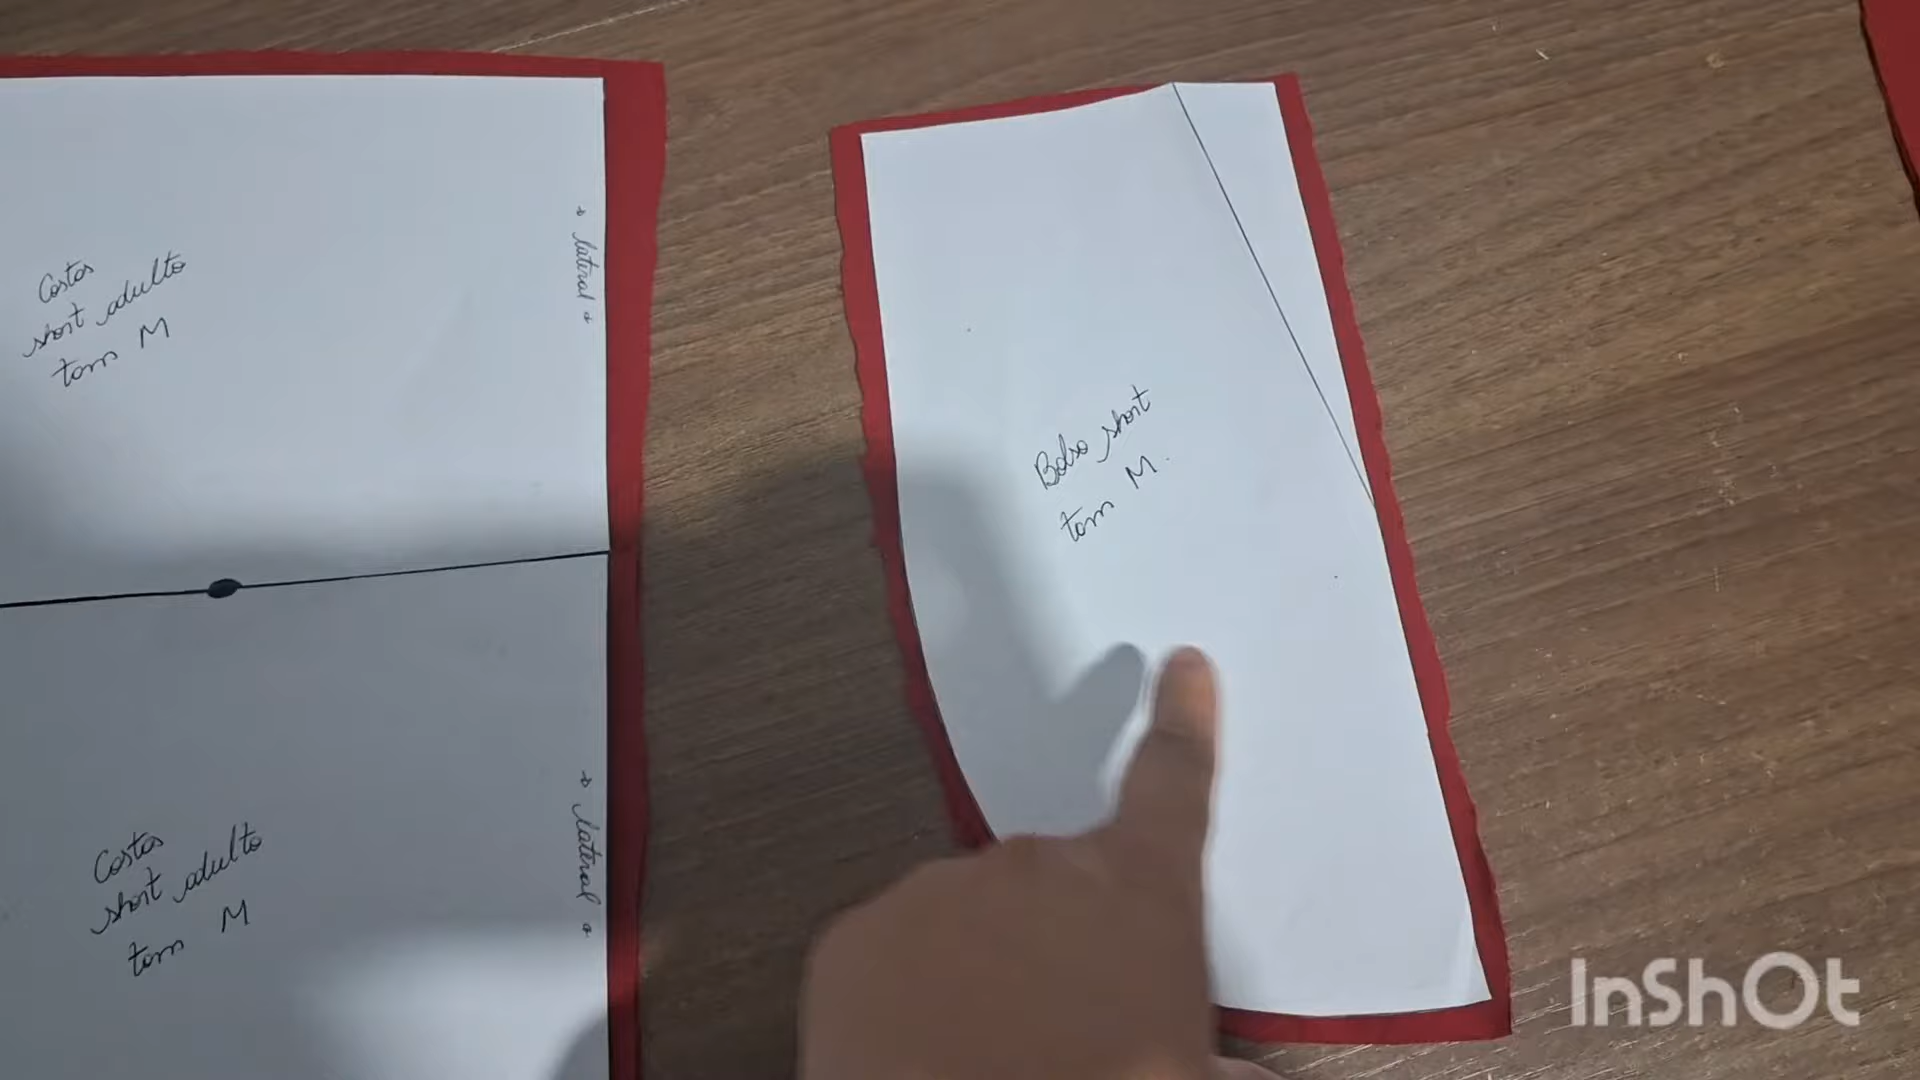 Costas
short adulto
tam M
lateral
Bolso short
tam M.
Costas
short adulto
tam M
lateral
InShOt